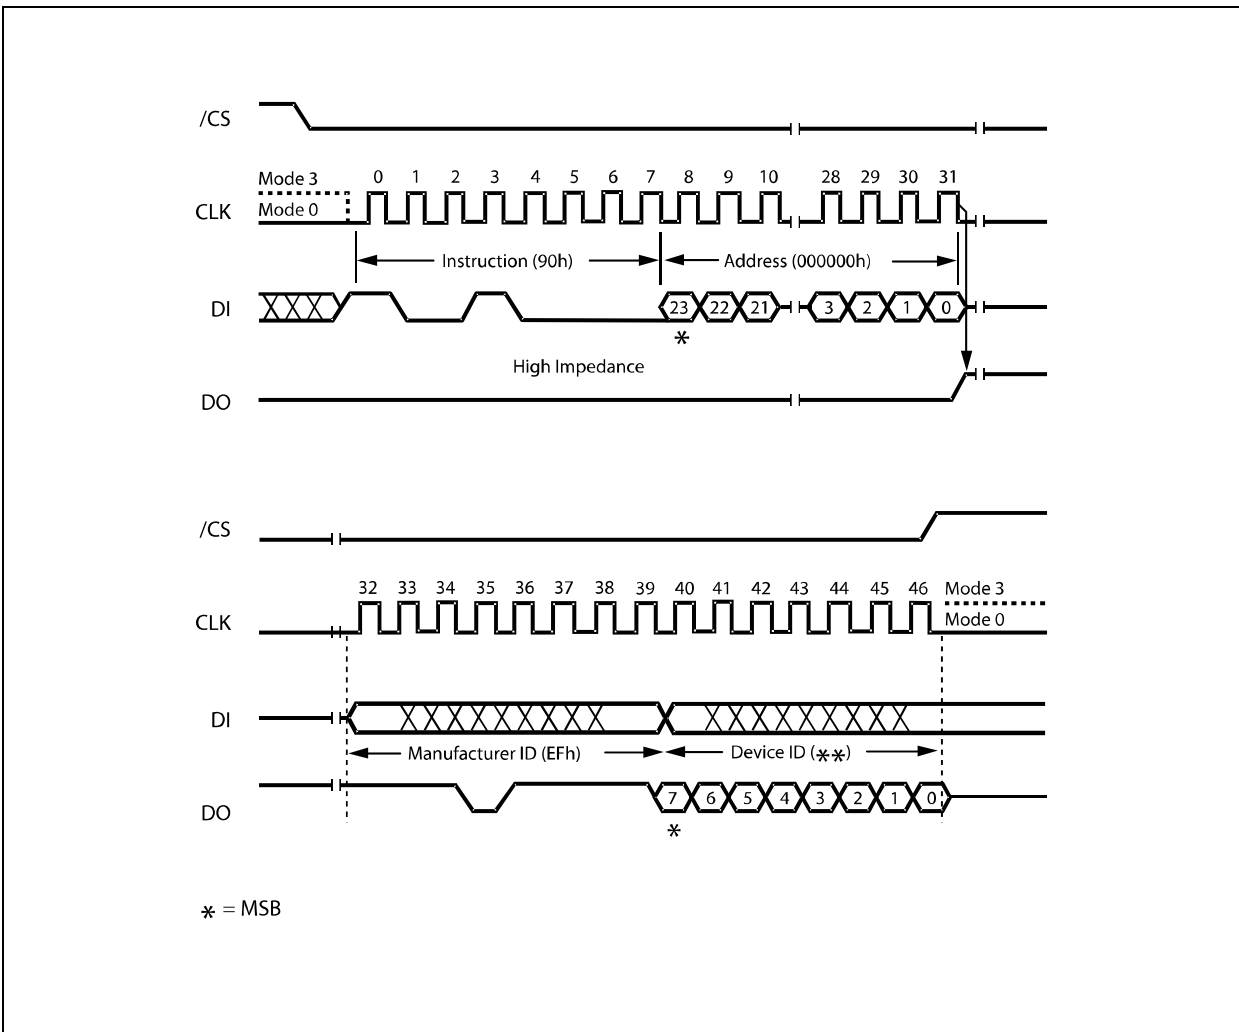 /CS
Mode 3
0 1 2 3 4 5 6 7 8 9 10 28 29 30 31
CLK
Mode 0
Instruction (90h)
Address (000000h)
DI
23 22 21 3 2 1 0
*
High Impedance
DO
/CS
32 33 34 35 36 37 38 39 40 41 42 43 44 45 46
Mode 3
CLK
Mode 0
DI
Manufacturer ID (EFh)
Device ID (**)
DO
7 6 5 4 3 2 1 0
*
* = MSB